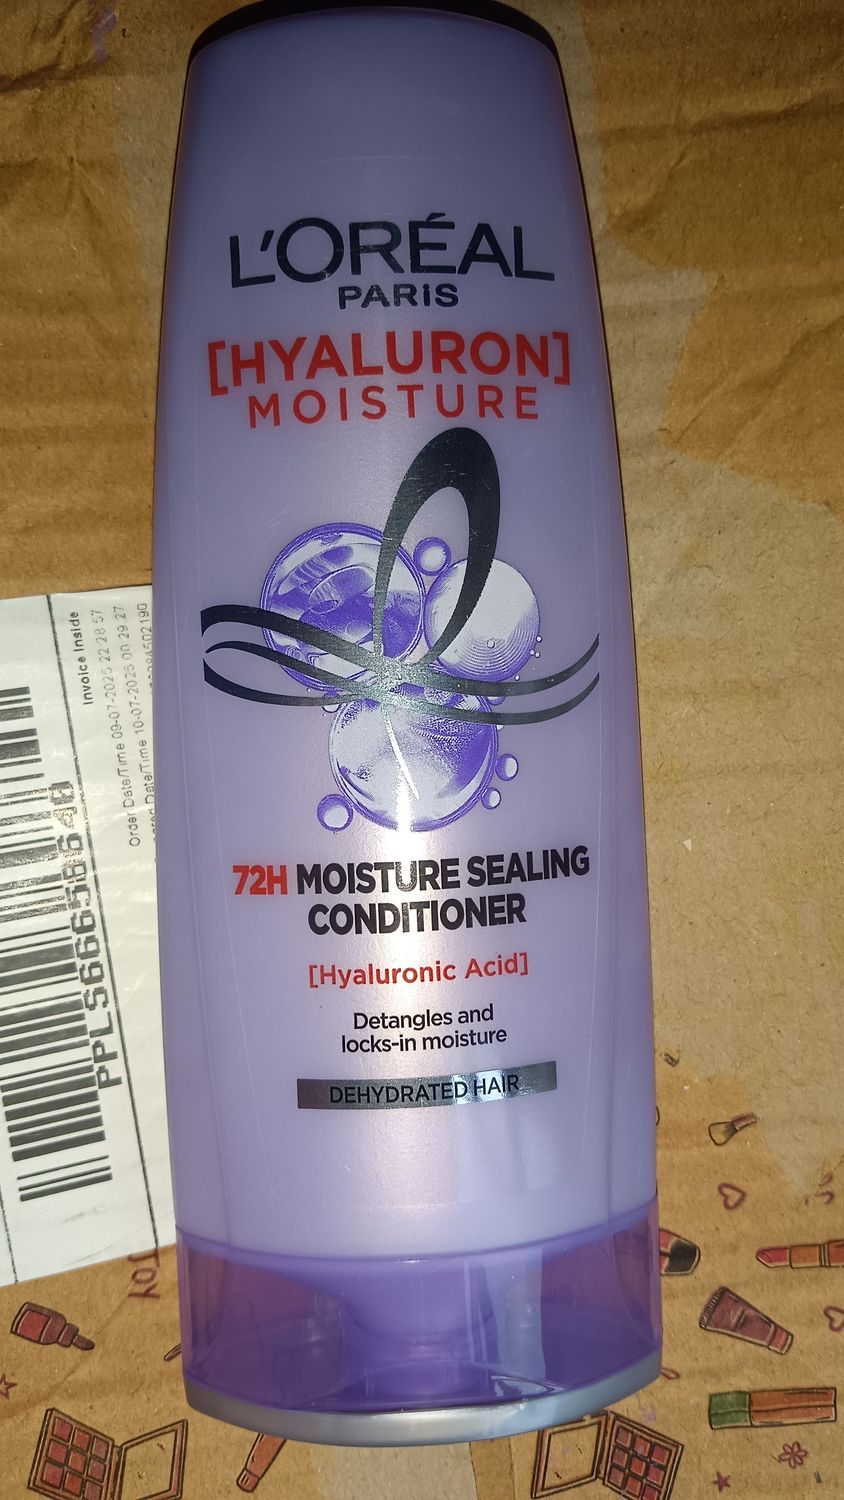 L'ORÉAL
PARIS
[HYALURON]
MOISTURE
72H MOISTURE SEALING
CONDITIONER
[Hyaluronic Acid]
Detangles and
locks-in moisture
DEHYDRATED HAIR
Invoice Inside
Order Date/Time 09-07-2025 22 28 57
Date/Time 10-07-2025 00 29 27
JOY